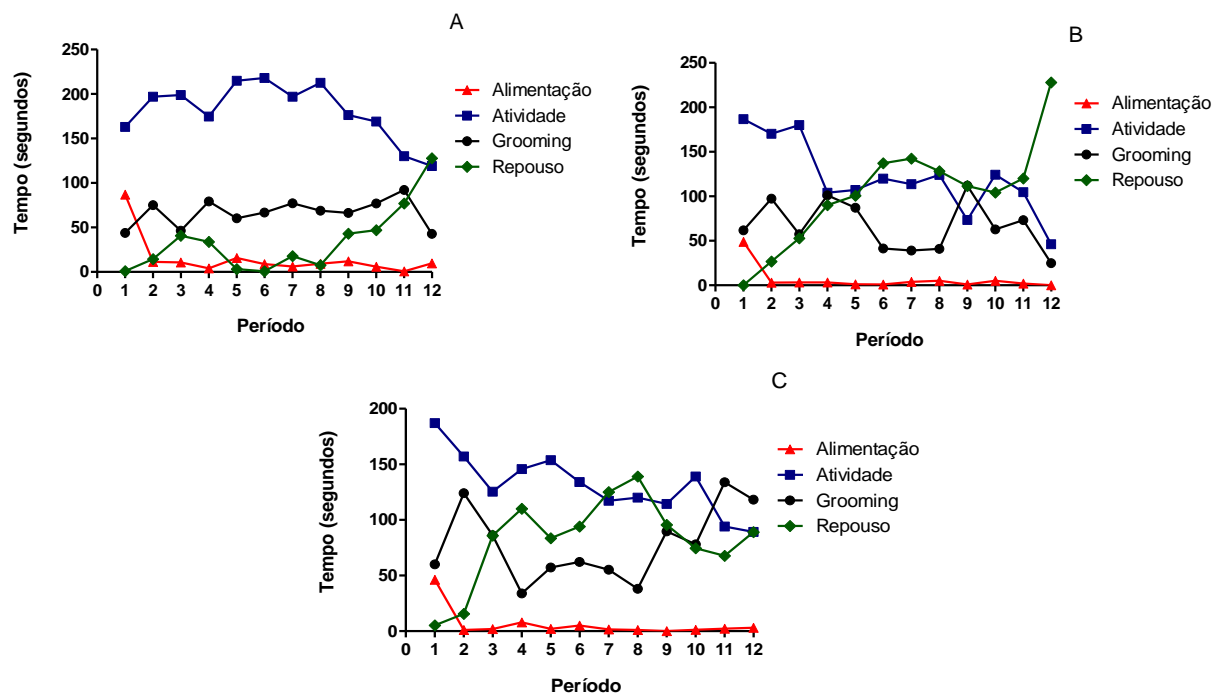 A
Tempo (segundos)
250
200
150
100
50
0
0 1 2 3 4 5 6 7 8 9 10 11 12
Período
Alimentação
Atividade
Grooming
Repouso
B
Tempo (segundos)
250
200
150
100
50
0
0 1 2 3 4 5 6 7 8 9 10 11 12
Período
Alimentação
Atividade
Grooming
Repouso
C
Tempo (segundos)
200
150
100
50
0
0 1 2 3 4 5 6 7 8 9 10 11 12
Período
Alimentação
Atividade
Grooming
Repouso